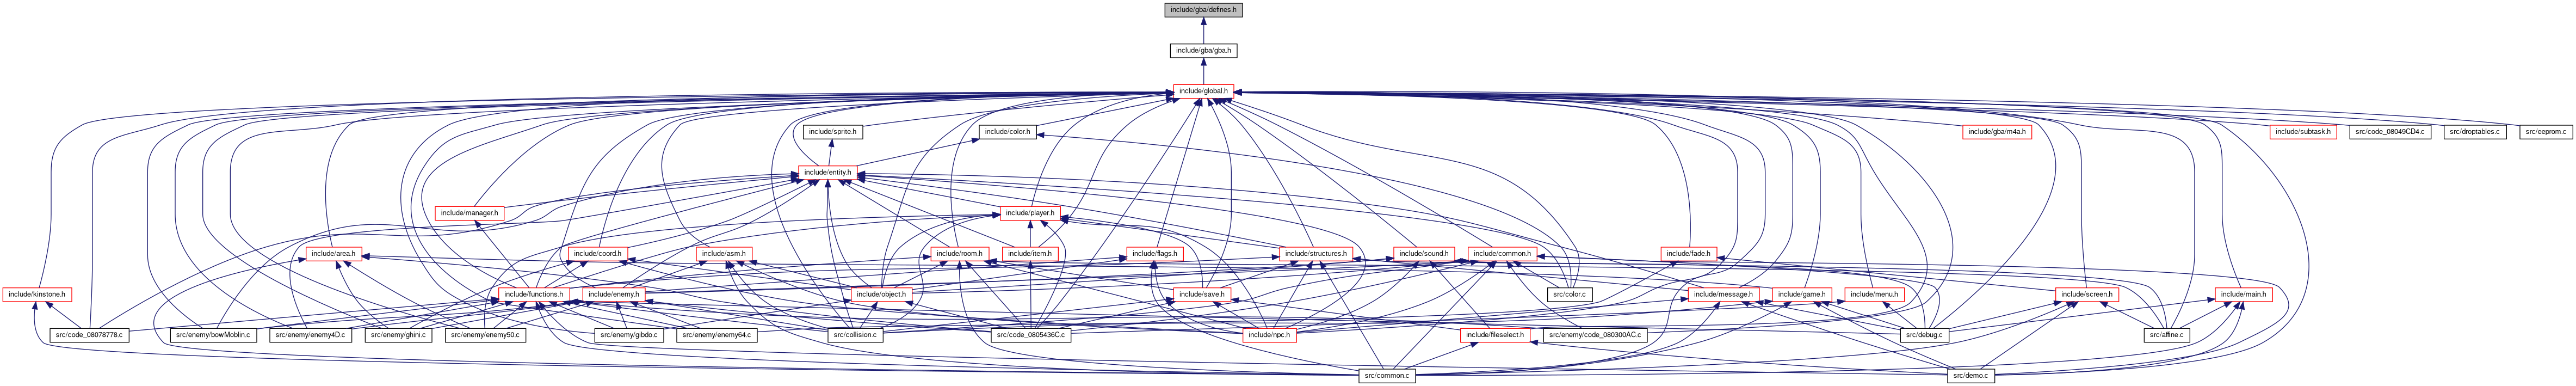 include/gba/defines.h
include/gba/gba.h
include/global.h
include/sprite.h
include/color.h
include/gba/m4a.h
include/subtask.h
src/code_08049CD4.c
src/droptables.c
src/eeprom.c
include/entity.h
include/manager.h
include/player.h
include/area.h
include/coord.h
include/asm.h
include/room.h
include/item.h
include/flags.h
include/structures.h
include/sound.h
include/common.h
include/fade.h
include/kinstone.h
include/functions.h
include/enemy.h
include/object.h
include/save.h
src/color.c
include/message.h
include/game.h
include/menu.h
include/screen.h
include/main.h
src/code_08078778.c
src/enemy/bowMoblin.c
src/enemy/enemy4D.c
src/enemy/ghini.c
src/enemy/enemy50.c
src/enemy/gibdo.c
src/enemy/enemy64.c
src/collision.c
src/code_0805436C.c
include/npc.h
include/fileselect.h
src/enemy/code_080300AC.c
src/debug.c
src/affine.c
src/common.c
src/demo.c